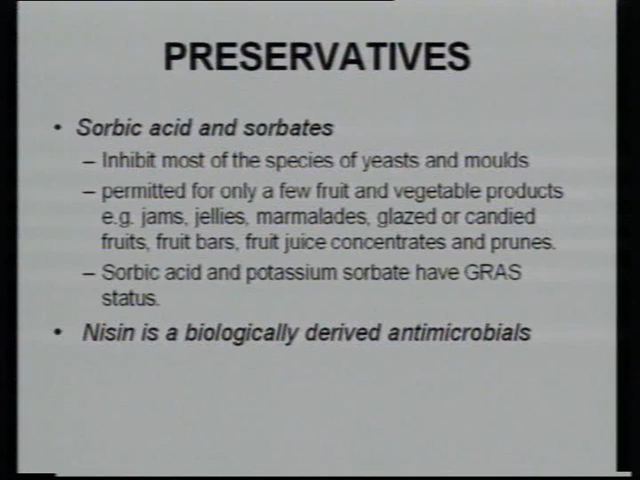 PRESERVATIVES
• Sorbic acid and sorbates
– Inhibit most of the species of yeasts and moulds
– permitted for only a few fruit and vegetable products
e.g. jams, jellies, marmalades, glazed or candied
fruits, fruit bars, fruit juice concentrates and prunes.
– Sorbic acid and potassium sorbate have GRAS
status.
• Nisin is a biologically derived antimicrobials